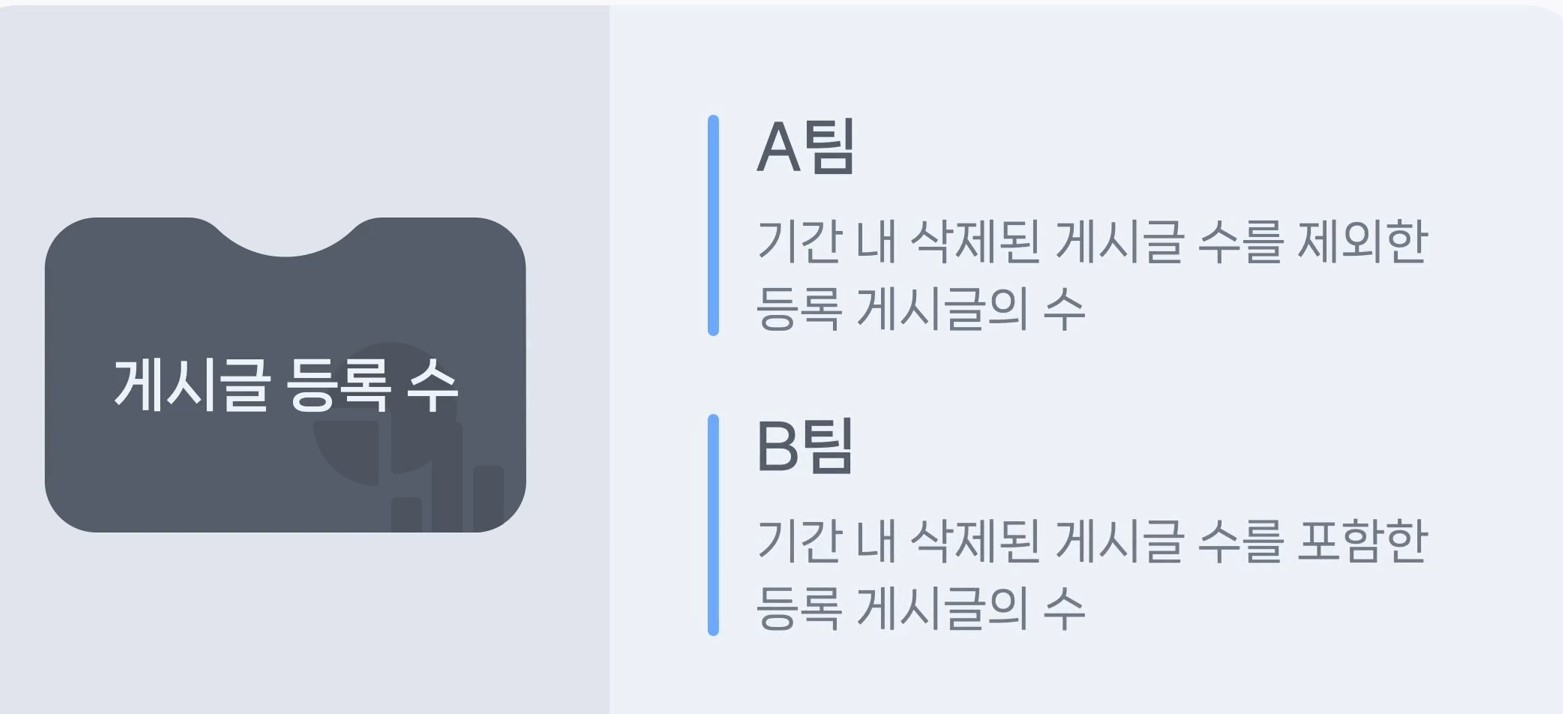 게시글 등록 수
A팀
기간 내 삭제된 게시글 수를 제외한
등록 게시글의 수
B팀
기간 내 삭제된 게시글 수를 포함한
등록 게시글의 수